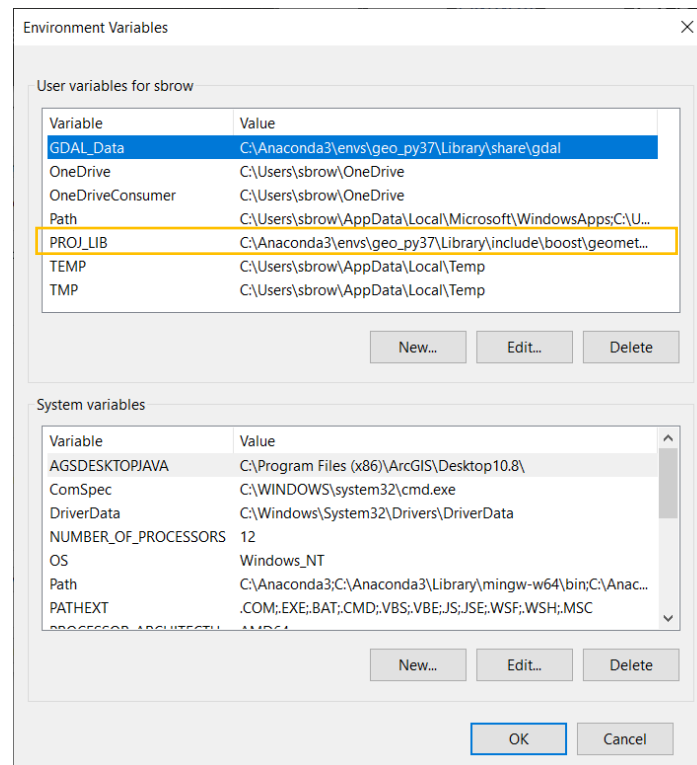 Environment Variables
User variables for sbrow
Variable Value
GDAL_Data C:\Anaconda3\envs\geo_py37\Library\share\gdal
OneDrive C:\Users\sbrow\OneDrive
OneDriveConsumer C:\Users\sbrow\OneDrive
Path C:\Users\sbrow\AppData\Local\Microsoft\WindowsApps;C:\U...
PROJ_LIB C:\Anaconda3\envs\geo_py37\Library\include\boost\geomet...
TEMP C:\Users\sbrow\AppData\Local\Temp
TMP C:\Users\sbrow\AppData\Local\Temp
New... Edit... Delete
System variables
Variable Value
AGSDESKTOPJAVA C:\Program Files (x86)\ArcGIS\Desktop10.8\
ComSpec C:\WINDOWS\system32\cmd.exe
DriverData C:\Windows\System32\Drivers\DriverData
NUMBER_OF_PROCESSORS 12
OS Windows_NT
Path C:\Anaconda3;C:\Anaconda3\Library\mingw-w64\bin;C:\Anac...
PATHEXT .COM;.EXE;.BAT;.CMD;.VBS;.VBE;.JS;.JSE;.WSF;.WSH;.MSC
New... Edit... Delete
OK Cancel